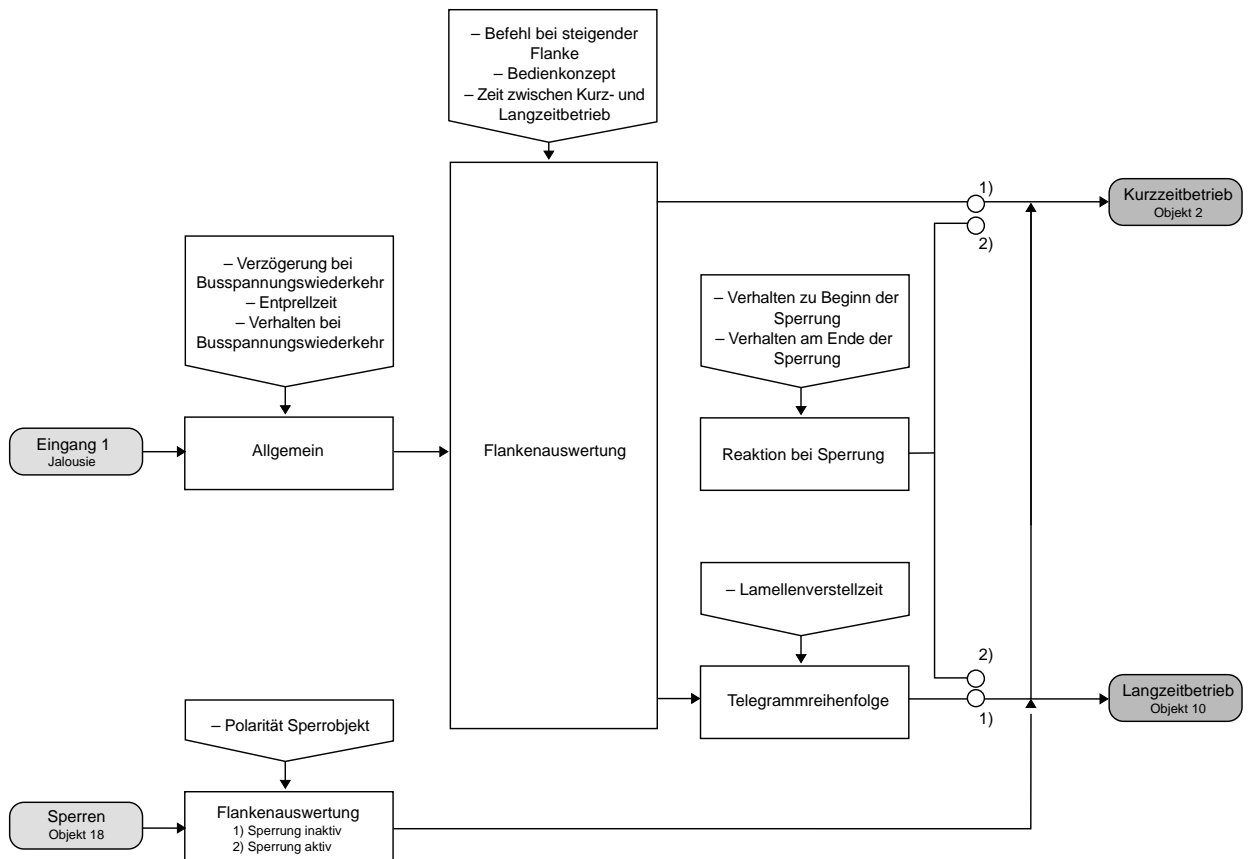 – Befehl bei steigender
Flanke
– Bedienkonzept
– Zeit zwischen Kurz- und
Langzeitbetrieb
1)
Kurzzeitbetrieb
Objekt 2
2)
– Verzögerung bei
Busspannungswiederkehr
– Entprellzeit
– Verhalten bei
Busspannungswiederkehr
– Verhalten zu Beginn der
Sperrung
– Verhalten am Ende der
Sperrung
Eingang 1
Jalousie
Allgemein
Flankenauswertung
Reaktion bei Sperrung
– Lamellenverstellzeit
2)
Telegrammreihenfolge
1)
Langzeitbetrieb
Objekt 10
– Polarität Sperrobjekt
Sperren
Objekt 18
Flankenauswertung
1) Sperrung inaktiv
2) Sperrung aktiv